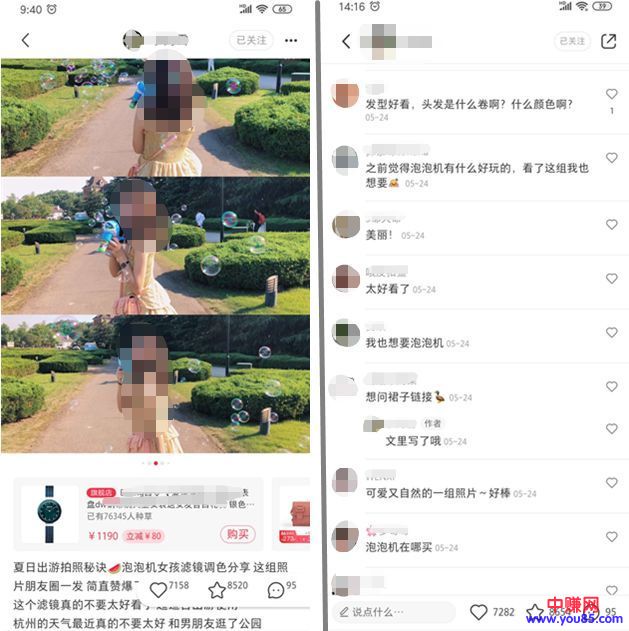 9:40
65
已关注
旗舰店
表
银色…
已有76345人种草
¥1190 立减¥80
购买
夏日出游拍照秘诀🍉泡泡机女孩滤镜调色分享 这组照
片朋友圈一发 简直赞爆
这个滤镜真的不要太好看了
杭州的天气最近真的不要太好 和男朋友逛了公园
7158
8520
95
14:16
39
已关注
发型好看,头发是什么卷啊?什么颜色啊?
05-24
1
之前觉得泡泡机有什么好玩的,看了这组我也
想要 05-24
美丽! 05-24
太好看了 05-24
我也想要泡泡机 05-24
想问裙子链接🦆 05-24
作者
文里写了哦 05-24
可爱又自然的一组照片~好棒 05-24
泡泡机在哪买 05-24
说点什么…
7282
95
中赚网
www.you85.com